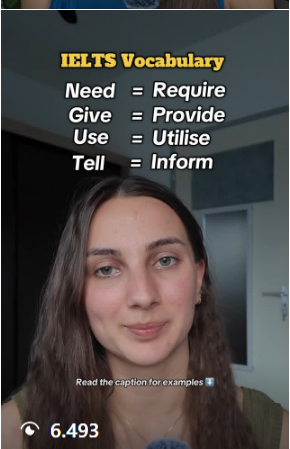 IELTS Vocabulary
Need = Require
Give = Provide
Use = Utilise
Tell = Inform
Read the caption for examples ⬇️
6.493